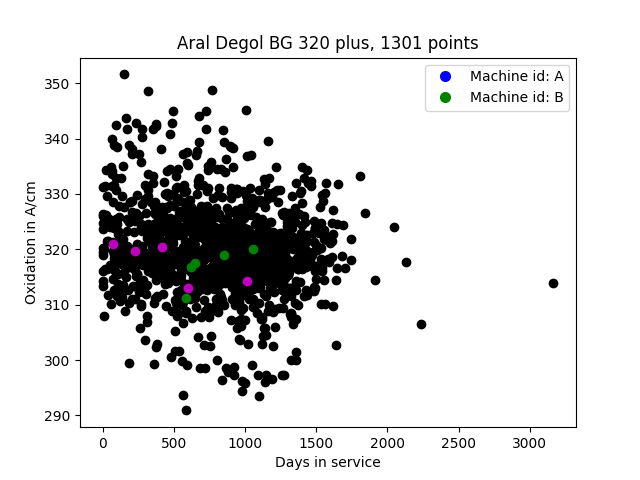 Aral Degol BG 320 plus, 1301 points
Machine id: A
Machine id: B
Oxidation in A/cm
350
340
330
320
310
300
290
0 500 1000 1500 2000 2500 3000
Days in service